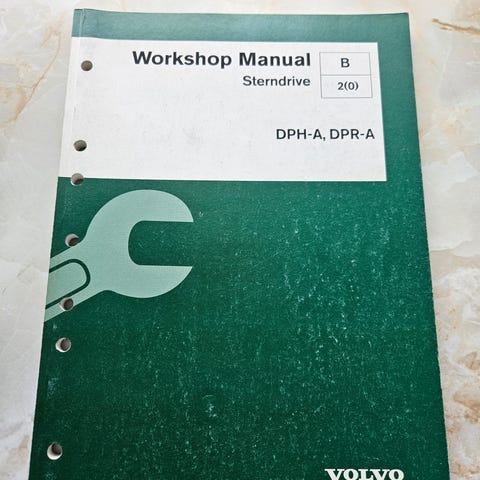 Workshop Manual
Sterndrive
B
2(0)
DPH-A, DPR-A
VOLVO